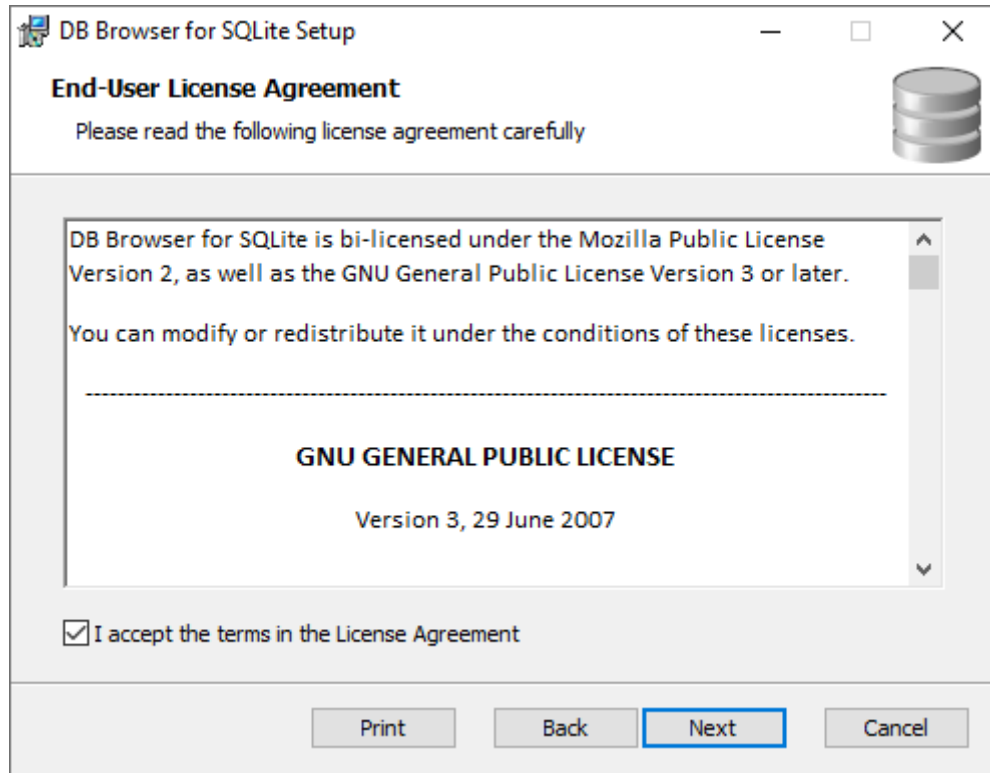 DB Browser for SQLite Setup
End-User License Agreement
Please read the following license agreement carefully
DB Browser for SQLite is bi-licensed under the Mozilla Public License
Version 2, as well as the GNU General Public License Version 3 or later.
You can modify or redistribute it under the conditions of these licenses.
----------------------------------------------------------------------------------------------------
GNU GENERAL PUBLIC LICENSE
Version 3, 29 June 2007
I accept the terms in the License Agreement
Print Back Next Cancel